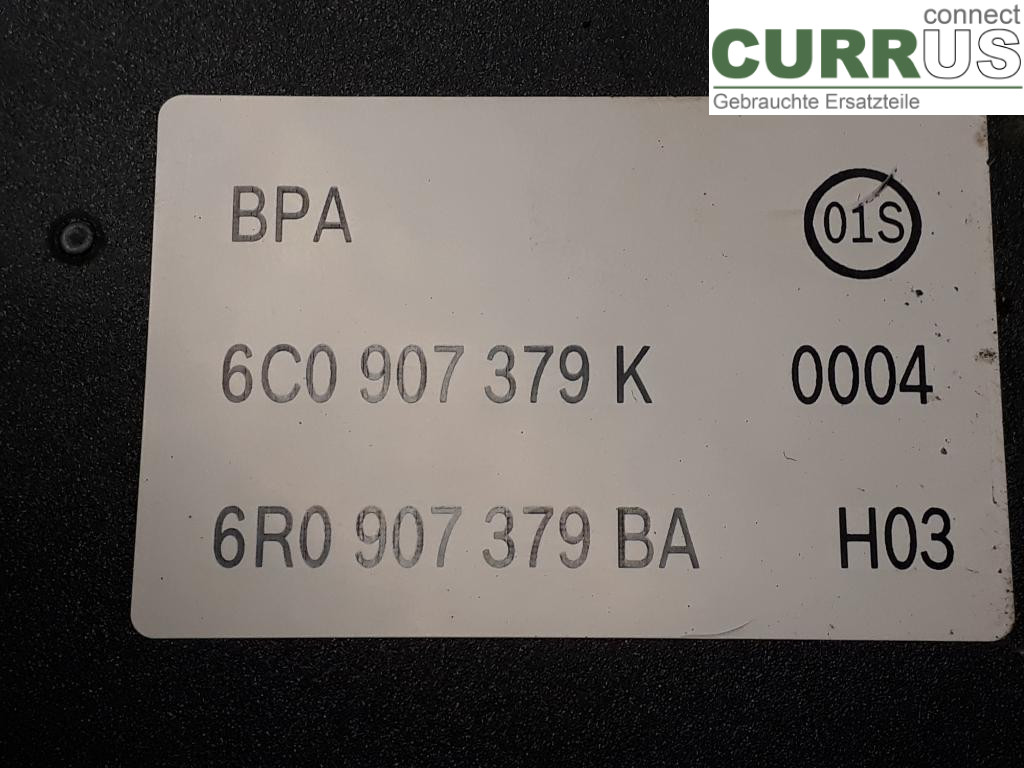 connect
CURRUS
Gebrauchte Ersatzteile
BPA 01S
6C0 907 379 K 0004
6R0 907 379 BA H03